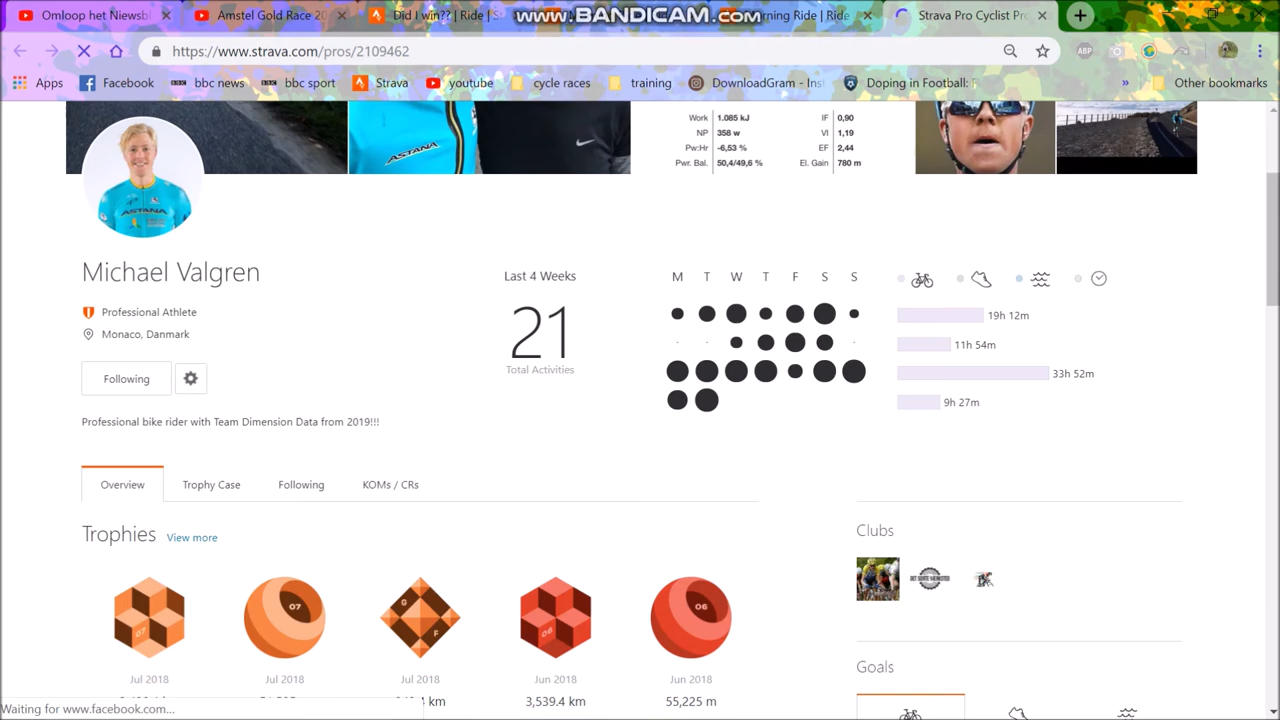 Omloop het Niewsbl
Amstel Gold Race 20
Did I win?? | Ride | S
www.BANDICAM.com
rning Ride | Ride
Strava Pro Cyclist Pro
https://www.strava.com/pros/2109462
ABP
Apps Facebook bbc news bbc sport Strava youtube cycle races training DownloadGram - Inst Doping in Football: T » Other bookmarks
Work 1.085 kJ IF 0,90
NP 358 w VI 1,19
Pw:Hr -6,53 % EF 2,44
Pwr. Bal. 50,4/49,6 % El. Gain 780 m
ASTANA
ASTANA
Michael Valgren
Professional Athlete
Monaco, Danmark
Following
Professional bike rider with Team Dimension Data from 2019!!!
Last 4 Weeks
21
Total Activities
M T W T F S S
19h 12m
11h 54m
33h 52m
9h 27m
Overview Trophy Case Following KOMs / CRs
Trophies View more
07 07 G F 06 06
Jul 2018 Jul 2018 Jul 2018 Jun 2018 Jun 2018
km 3,539.4 km 55,225 m
Clubs
Goals
Waiting for www.facebook.com...